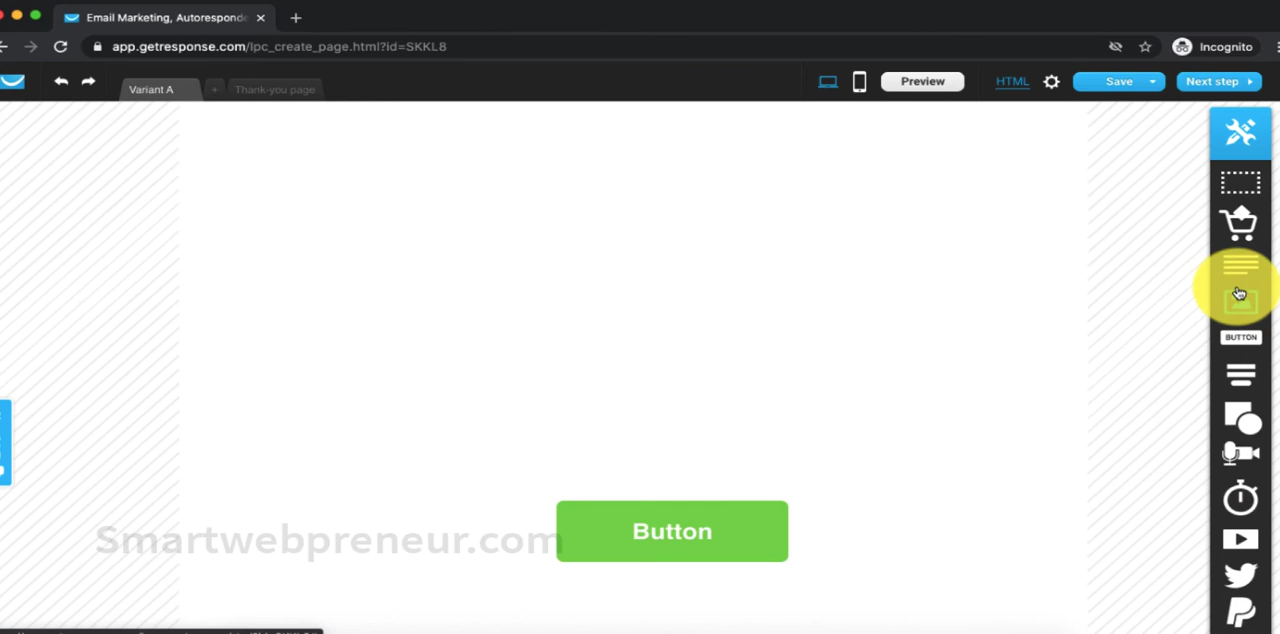 Email Marketing, Autoresponde
app.getresponse.com/lpc_create_page.html?id=SKKL8
Incognito
Variant A
Thank-you page
Preview
HTML
Save
Next step
BUTTON
Smartwebpreneur.com
Button